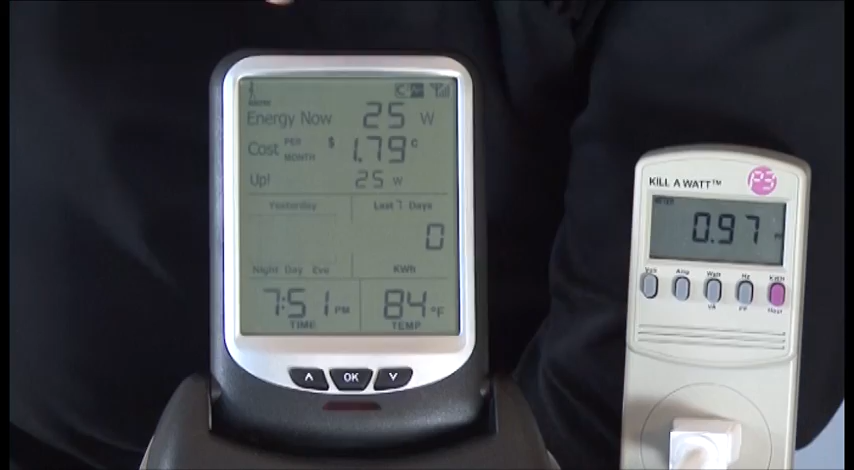 Energy Now 25 W
Cost PER MONTH $ 1.79 c
Up! 25 W
Yesterday Last 7 Days
0
Night Day Eve KWh
7:51 PM 84 °F
TIME TEMP
OK
KILL A WATT™ P3
0.97
Volt Amp Watt Hz KWH
VA PF Hour